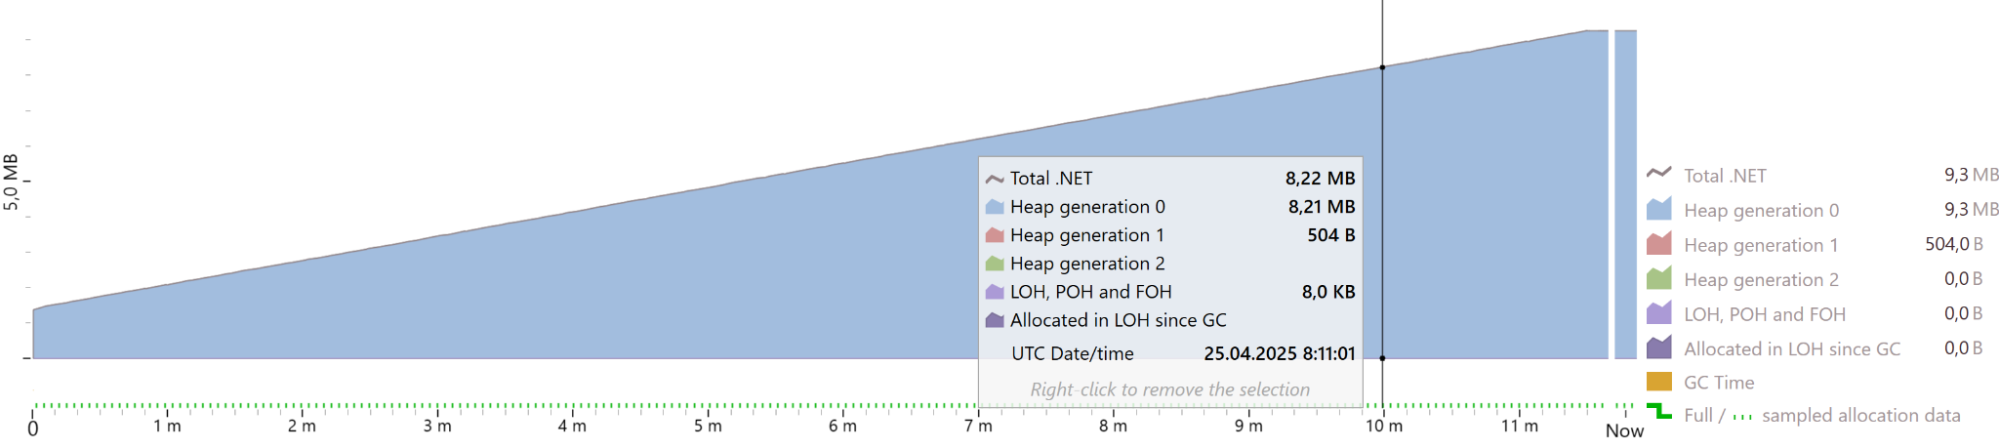 5,0 MB
Total .NET 8,22 MB
Heap generation 0 8,21 MB
Heap generation 1 504 B
Heap generation 2
LOH, POH and FOH 8,0 KB
Allocated in LOH since GC
UTC Date/time 25.04.2025 8:11:01
Right-click to remove the selection
Total .NET 9,3 MB
Heap generation 0 9,3 MB
Heap generation 1 504,0 B
Heap generation 2 0,0 B
LOH, POH and FOH 0,0 B
Allocated in LOH since GC 0,0 B
GC Time
Full / sampled allocation data
0 1 m 2 m 3 m 4 m 5 m 6 m 7 m 8 m 9 m 10 m 11 m Now